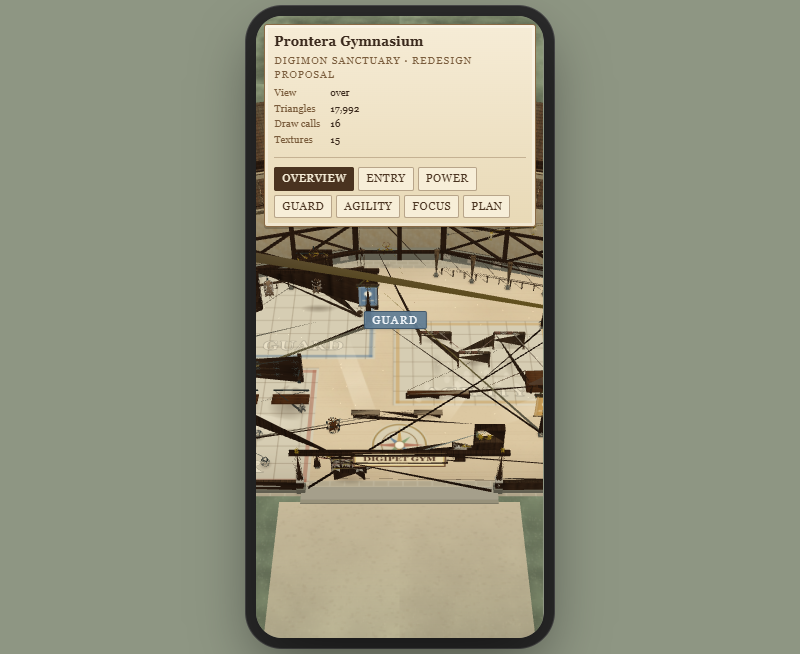 Prontera Gymnasium
DIGIMON SANCTUARY · REDESIGN
PROPOSAL
View over
Triangles 17,992
Draw calls 16
Textures 15
OVERVIEW ENTRY POWER
GUARD AGILITY FOCUS PLAN
GUARD
GUARD
DIGIPET GYM